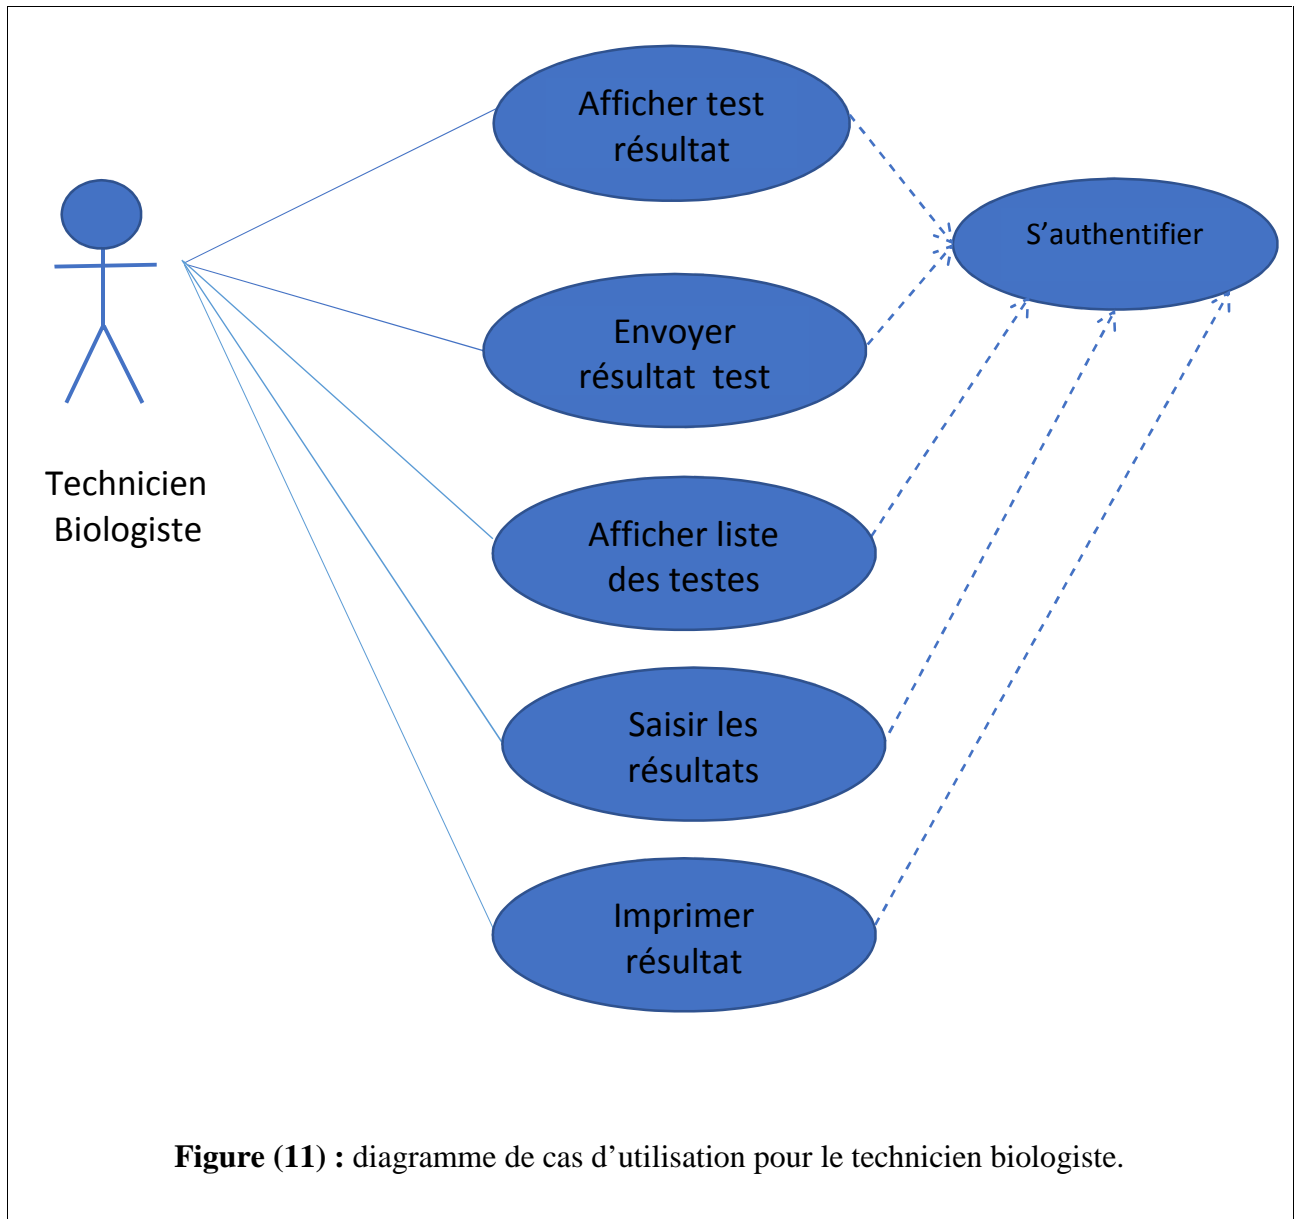 Afficher test
résultat
S’authentifier
Envoyer
résultat  test
Technicien
Biologiste
Afficher liste
des testes
Saisir les
résultats
Imprimer
résultat
Figure (11) : diagramme de cas d’utilisation pour le technicien biologiste.